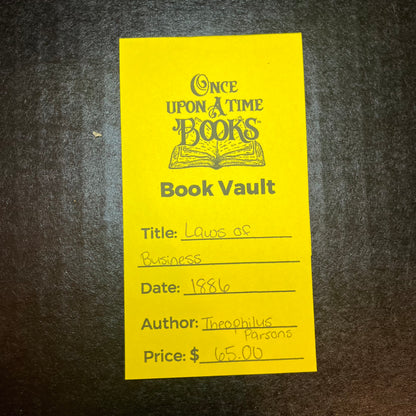 ONCE
UPON A TIME
BOOKS
Book Vault
Title: Laws of
Business
Date: 1886
Author: Theophilus
Parsons
Price: $ 65.00